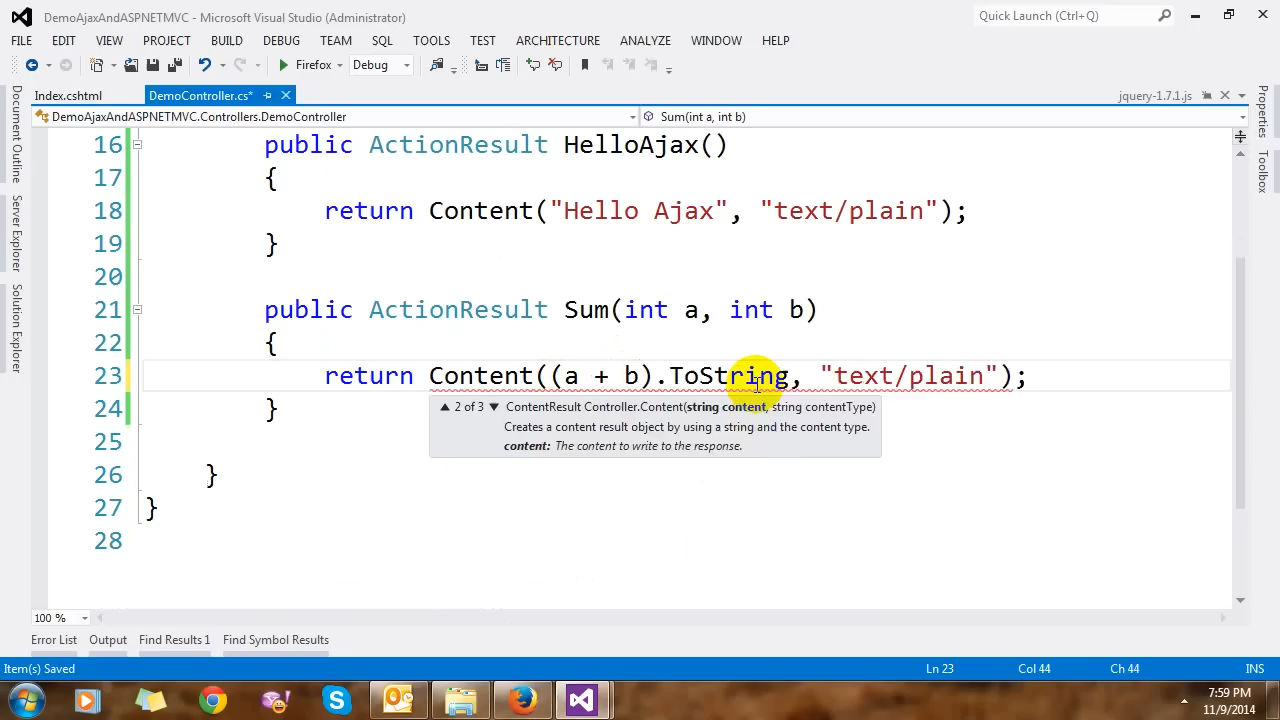 DemoAjaxAndASPNETMVC - Microsoft Visual Studio (Administrator)
Quick Launch (Ctrl+Q)
FILE EDIT VIEW PROJECT BUILD DEBUG TEAM SQL TOOLS TEST ARCHITECTURE ANALYZE WINDOW HELP
Firefox Debug
Index.cshtml DemoController.cs* jquery-1.7.1.js
DemoAjaxAndASPNETMVC.Controllers.DemoController Sum(int a, int b)
Document Outline
Server Explorer
Solution Explorer
Properties
Toolbox
16 public ActionResult HelloAjax()
17 {
18 return Content("Hello Ajax", "text/plain");
19 }
20
21 public ActionResult Sum(int a, int b)
22 {
23 return Content((a + b).ToString, "text/plain");
24 }
2 of 3 ContentResult Controller.Content(string content, string contentType)
Creates a content result object by using a string and the content type.
content: The content to write to the response.
25
26 }
27 }
28
100 %
Error List Output Find Results 1 Find Symbol Results
Item(s) Saved Ln 23 Col 44 Ch 44 INS
7:59 PM
11/9/2014